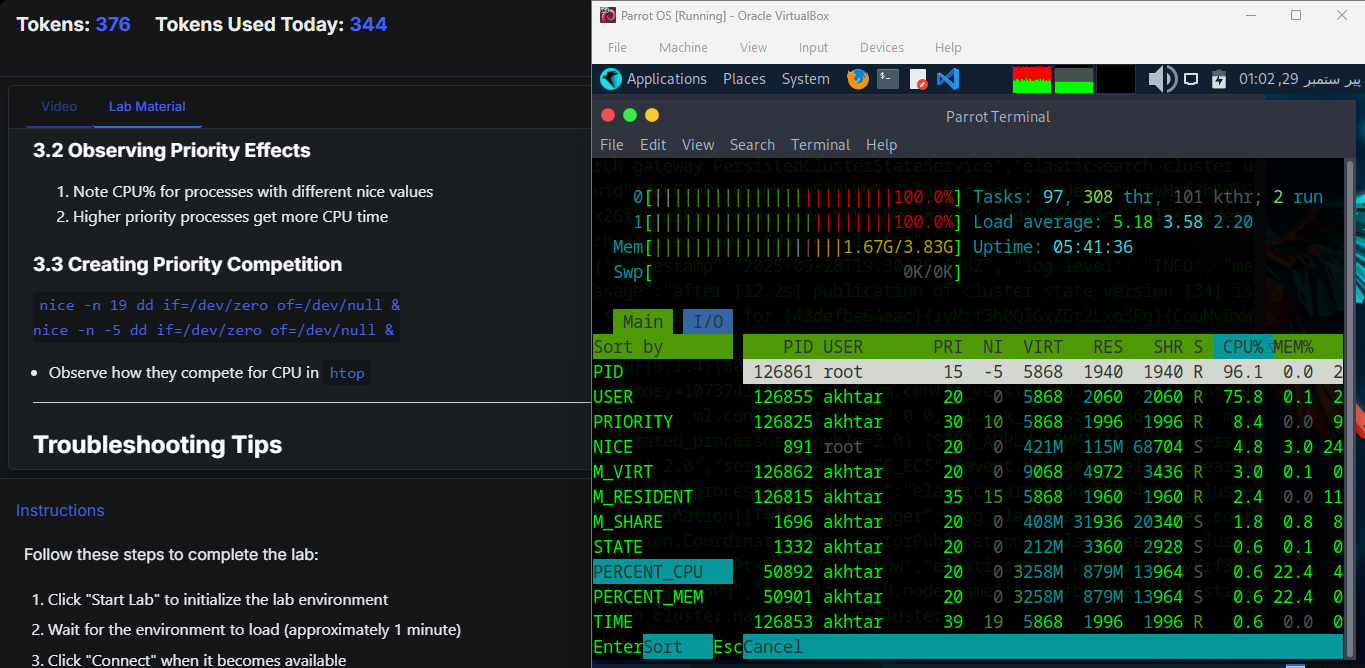 Tokens: 376 Tokens Used Today: 344
Video Lab Material
3.2 Observing Priority Effects
1. Note CPU% for processes with different nice values
2. Higher priority processes get more CPU time
3.3 Creating Priority Competition
nice -n 19 dd if=/dev/zero of=/dev/null &
nice -n -5 dd if=/dev/zero of=/dev/null &
Observe how they compete for CPU in htop
Troubleshooting Tips
Instructions
Follow these steps to complete the lab:
1. Click "Start Lab" to initialize the lab environment
2. Wait for the environment to load (approximately 1 minute)
3. Click "Connect" when it becomes available
Parrot OS [Running] - Oracle VirtualBox
File Machine View Input Devices Help
Applications Places System
پیر ستمبر 29, 01:02
Parrot Terminal
File Edit View Search Terminal Help
0[||||||||||||||||||||||||100.0%] Tasks: 97, 308 thr, 101 kthr; 2 run
1[||||||||||||||||||||||||100.0%] Load average: 5.18 3.58 2.20
Mem[|||||||||||||||||||1.67G/3.83G] Uptime: 05:41:36
Swp[ 0K/0K]
Main I/O
Sort by PID USER PRI NI VIRT RES SHR S CPU%▽MEM%
PID 126861 root 15 -5 5868 1940 1940 R 96.1 0.0 2
USER 126855 akhtar 20 0 5868 2060 2060 R 75.8 0.1 2
PRIORITY 126825 akhtar 30 10 5868 1996 1996 R 8.4 0.0 9
NICE 891 root 20 0 421M 115M 68704 S 4.8 3.0 24
M_VIRT 126862 akhtar 20 0 9068 4972 3436 R 3.0 0.1 0
M_RESIDENT 126815 akhtar 35 15 5868 1960 1960 R 2.4 0.0 11
M_SHARE 1696 akhtar 20 0 408M 31936 20340 S 1.8 0.8 8
STATE 1332 akhtar 20 0 212M 3360 2928 S 0.6 0.1 0
PERCENT_CPU 50892 akhtar 20 0 3258M 879M 13964 S 0.6 22.4 4
PERCENT_MEM 50901 akhtar 20 0 3258M 879M 13964 S 0.6 22.4 0
TIME 126853 akhtar 39 19 5868 1996 1996 R 0.6 0.0 0
EnterSort EscCancel